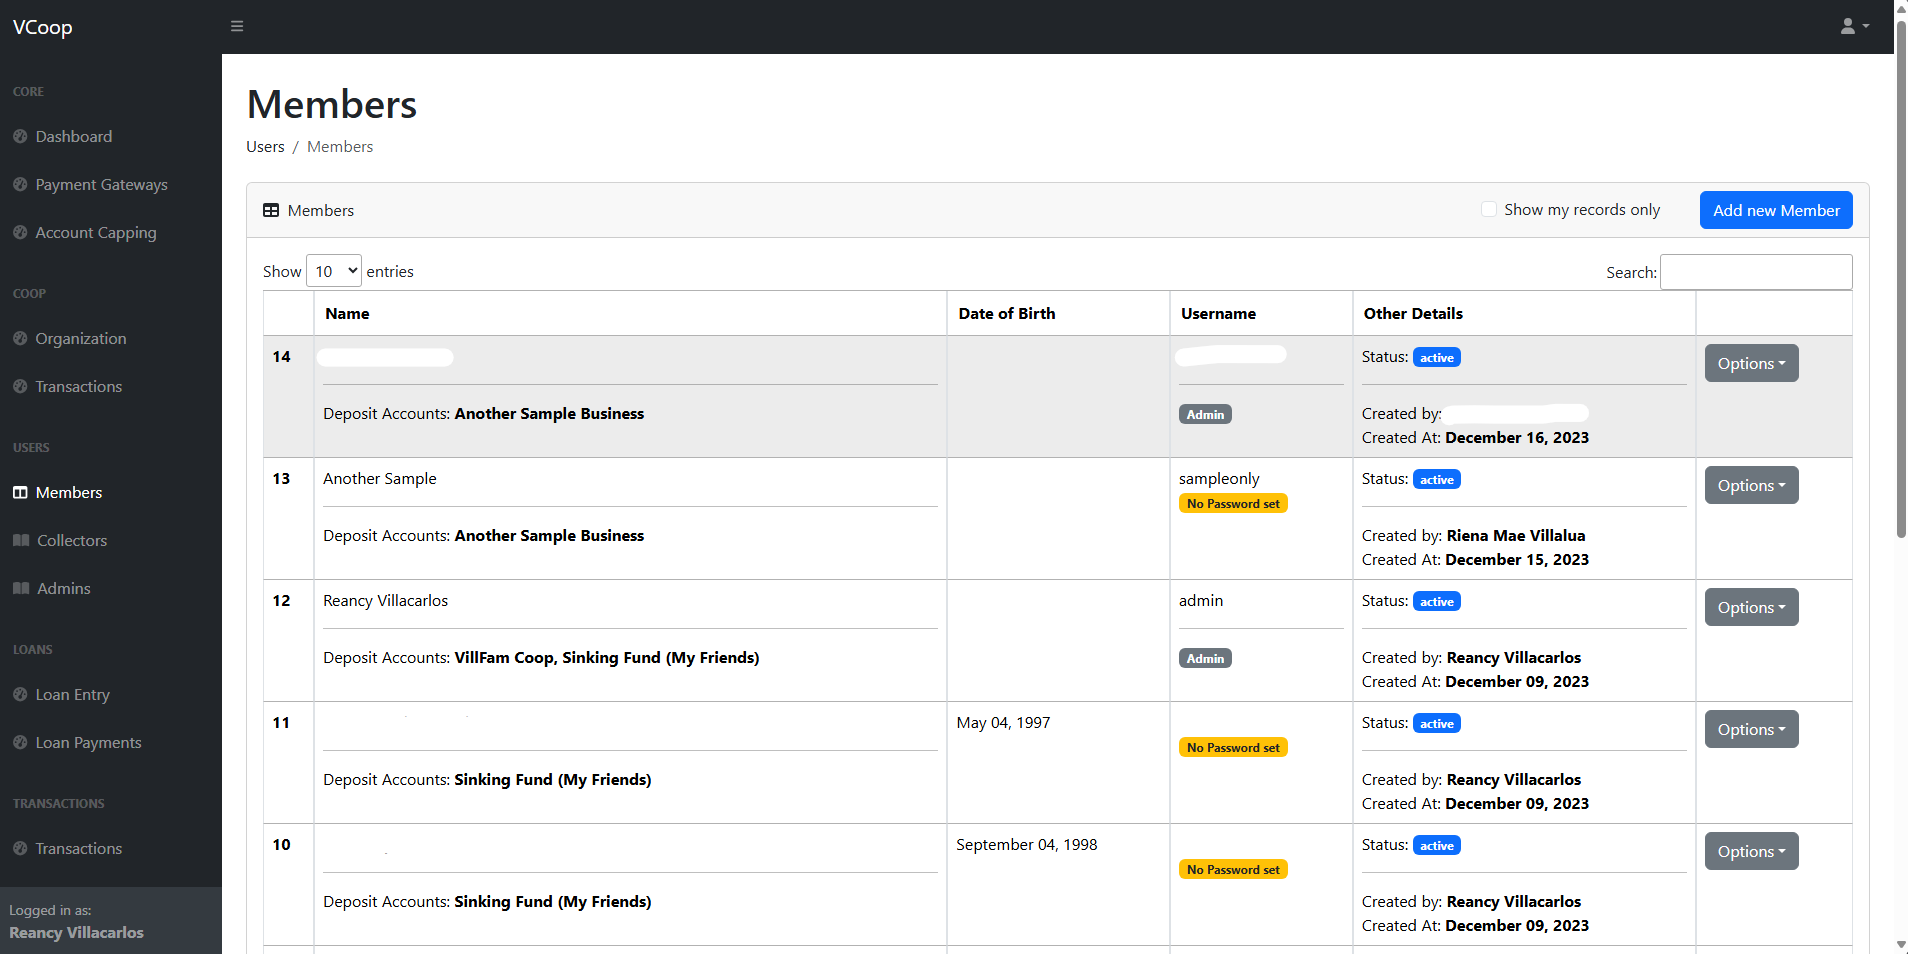 VCoop
CORE
Dashboard
Payment Gateways
Account Capping
COOP
Organization
Transactions
USERS
Members
Collectors
Admins
LOANS
Loan Entry
Loan Payments
TRANSACTIONS
Transactions
Logged in as:
Reancy Villacarlos
Members
Users / Members
Members
Show my records only
Add new Member
Show 10 entries
Search:
Name Date of Birth Username Other Details
14 Status: active Options
Deposit Accounts: Another Sample Business Admin Created by:
Created At: December 16, 2023
13 Another Sample sampleonly Status: active Options
No Password set
Deposit Accounts: Another Sample Business Created by: Riena Mae Villalua
Created At: December 15, 2023
12 Reancy Villacarlos admin Status: active Options
Deposit Accounts: VillFam Coop, Sinking Fund (My Friends) Admin Created by: Reancy Villacarlos
Created At: December 09, 2023
11 May 04, 1997 Status: active Options
No Password set
Deposit Accounts: Sinking Fund (My Friends) Created by: Reancy Villacarlos
Created At: December 09, 2023
10 September 04, 1998 Status: active Options
No Password set
Deposit Accounts: Sinking Fund (My Friends) Created by: Reancy Villacarlos
Created At: December 09, 2023